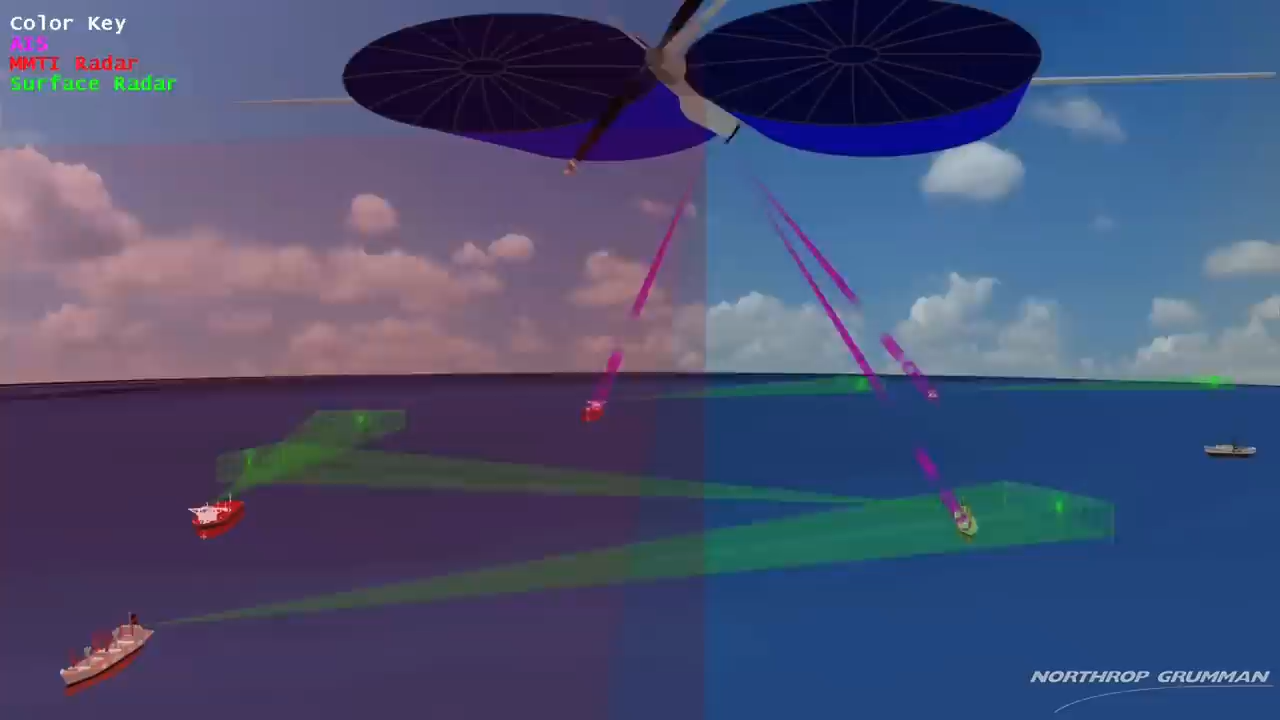 Color Key
AIS
MMTI Radar
Surface Radar
NORTHROP GRUMMAN